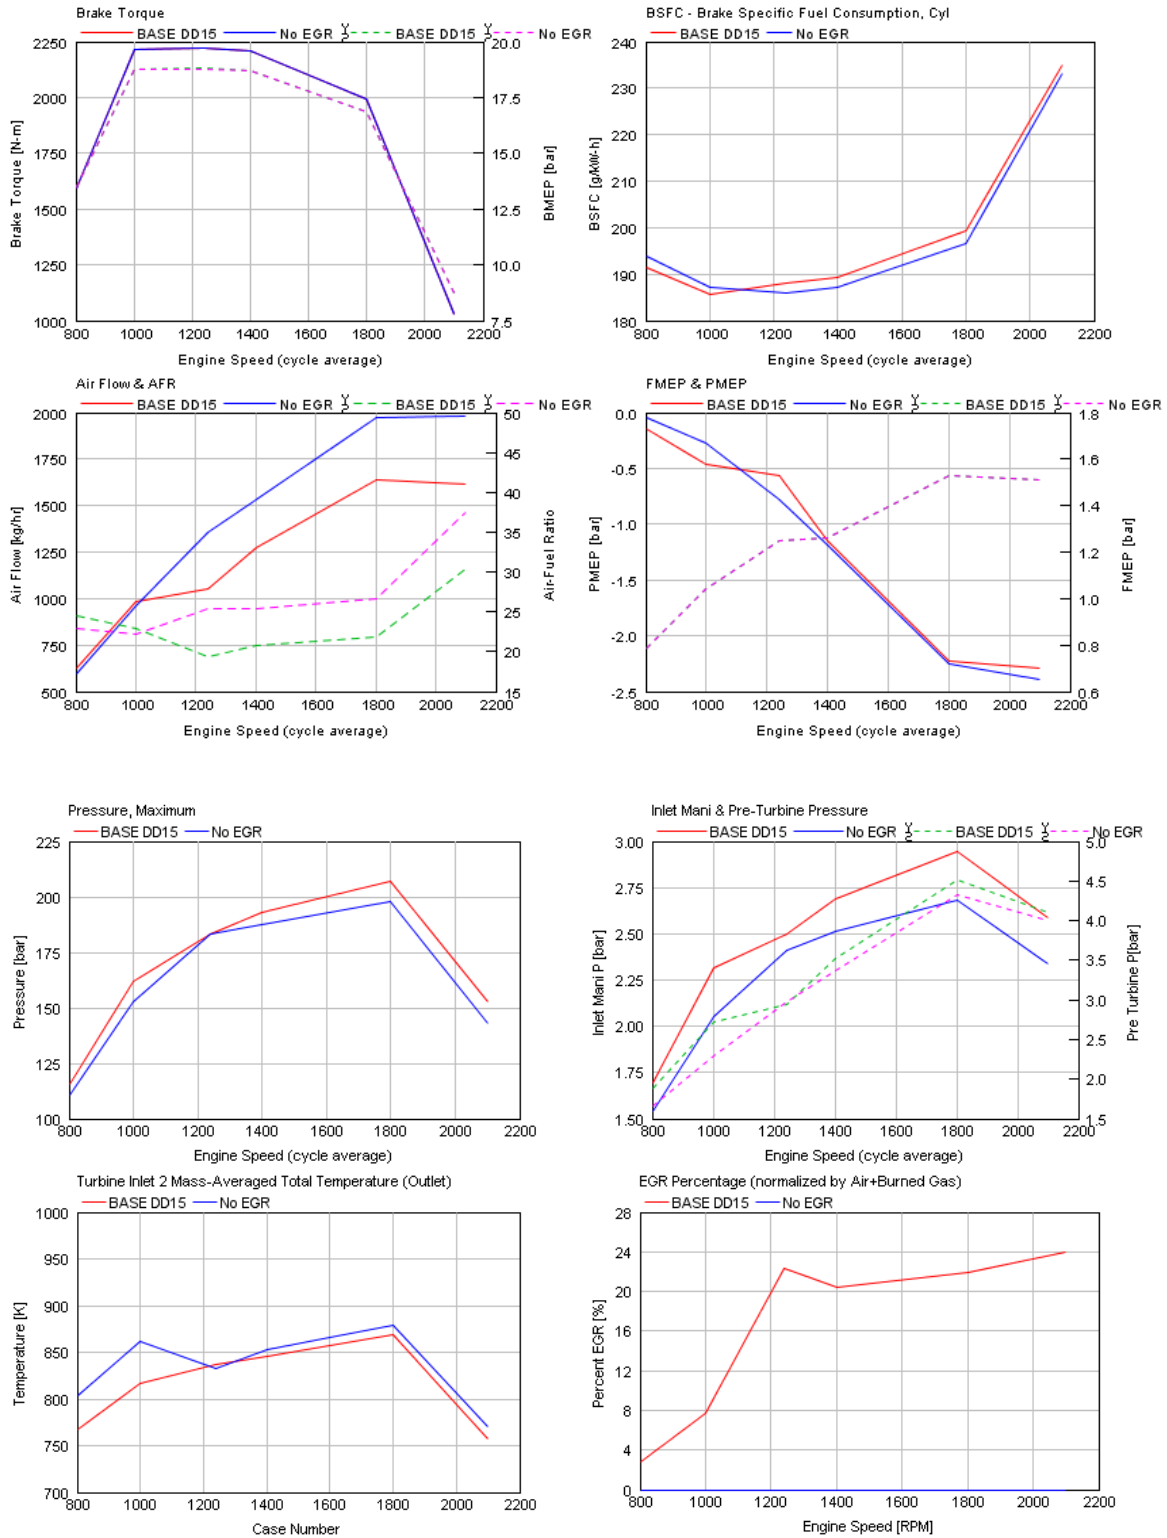 Brake Torque
BASE DD15 No EGR BASE DD15 No EGR
2250 2000 1750 1500 1250 1000
Brake Torque [N-m]
20.0 17.5 15.0 12.5 10.0 7.5
BMEP [bar]
800 1000 1200 1400 1600 1800 2000 2200
Engine Speed (cycle average)
BSFC - Brake Specific Fuel Consumption, Cyl
BASE DD15 No EGR
240 230 220 210 200 190 180
BSFC [g/kW-h]
800 1000 1200 1400 1600 1800 2000 2200
Engine Speed (cycle average)
Air Flow & AFR
BASE DD15 No EGR BASE DD15 No EGR
2000 1750 1500 1250 1000 750 500
Air Flow [kg/hr]
50 45 40 35 30 25 20 15
Air-Fuel Ratio
800 1000 1200 1400 1600 1800 2000 2200
Engine Speed (cycle average)
FMEP & PMEP
BASE DD15 No EGR BASE DD15 No EGR
0.0 -0.5 -1.0 -1.5 -2.0 -2.5
PMEP [bar]
1.8 1.6 1.4 1.2 1.0 0.8 0.6
FMEP [bar]
800 1000 1200 1400 1600 1800 2000 2200
Engine Speed (cycle average)
Pressure, Maximum
BASE DD15 No EGR
225 200 175 150 125 100
Pressure [bar]
800 1000 1200 1400 1600 1800 2000 2200
Engine Speed (cycle average)
Inlet Mani & Pre-Turbine Pressure
BASE DD15 No EGR BASE DD15 No EGR
3.00 2.75 2.50 2.25 2.00 1.75 1.50
Inlet Mani P [bar]
5.0 4.5 4.0 3.5 3.0 2.5 2.0 1.5
Pre Turbine P[bar]
800 1000 1200 1400 1600 1800 2000 2200
Engine Speed (cycle average)
Turbine Inlet 2 Mass-Averaged Total Temperature (Outlet)
BASE DD15 No EGR
1000 950 900 850 800 750 700
Temperature [K]
800 1000 1200 1400 1600 1800 2000 2200
Case Number
EGR Percentage (normalized by Air+Burned Gas)
BASE DD15 No EGR
28 24 20 16 12 8 4 0
Percent EGR [%]
800 1000 1200 1400 1600 1800 2000 2200
Engine Speed [RPM]